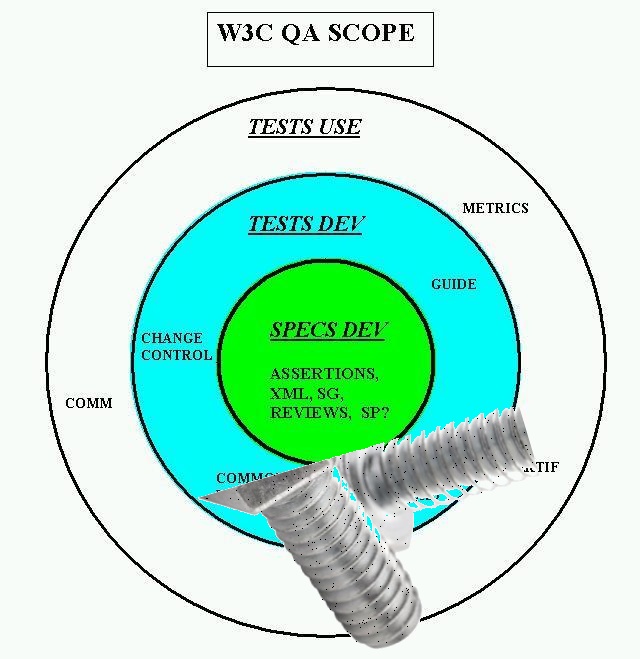 W3C QA SCOPE
TESTS USE
METRICS
TESTS DEV
GUIDE
SPECS DEV
CHANGE
CONTROL
ASSERTIONS,
XML, SG,
REVIEWS, SP?
COMM